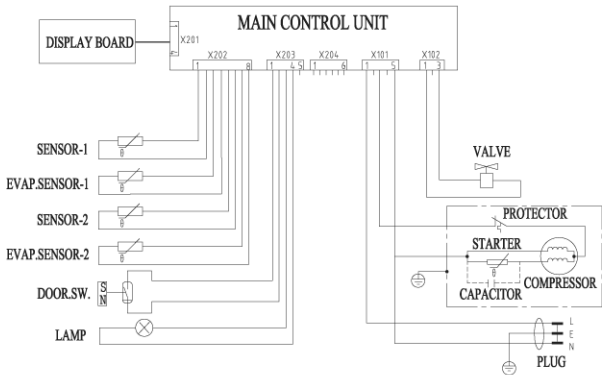 MAIN CONTROL UNIT
DISPLAY BOARD
X201
X202
X203
X204
X101
X102
1 8
1 4 5
1 6
1 5
1 3
SENSOR-1
EVAP.SENSOR-1
SENSOR-2
EVAP.SENSOR-2
DOOR.SW.
S
N
LAMP
VALVE
PROTECTOR
STARTER
CAPACITOR
COMPRESSOR
L
E
N
PLUG